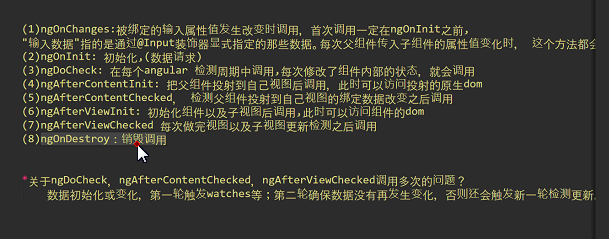 (1)ngOnChanges:被绑定的输入属性值发生改变时调用，首次调用一定在ngOnInit之前，
"输入数据"指的是通过@Input装饰器显式指定的那些数据。每次父组件传入子组件的属性值变化时， 这个方法都会
(2)ngOnInit: 初始化,(数据请求)
(3)ngDoCheck: 在每个angular 检测周期中调用,每次修改了组件内部的状态，就会调用
(4)ngAfterContentInit: 把父组件投射到自己视图后调用，此时可以访问投射的原生dom
(5)ngAfterContentChecked, 检测父组件投射到自己视图的绑定数据改变之后调用
(6)ngAfterViewInit: 初始化组件以及子视图后调用,此时可以访问组件的dom
(7)ngAfterViewChecked 每次做完视图以及子视图更新检测之后调用
(8)ngOnDestroy：销毁调用
*关于ngDoCheck，ngAfterContentChecked，ngAfterViewChecked调用多次的问题？
数据初始化或变化，第一轮触发watches等；第二轮确保数据没有再发生变化，否则还会触发新一轮检测更新。